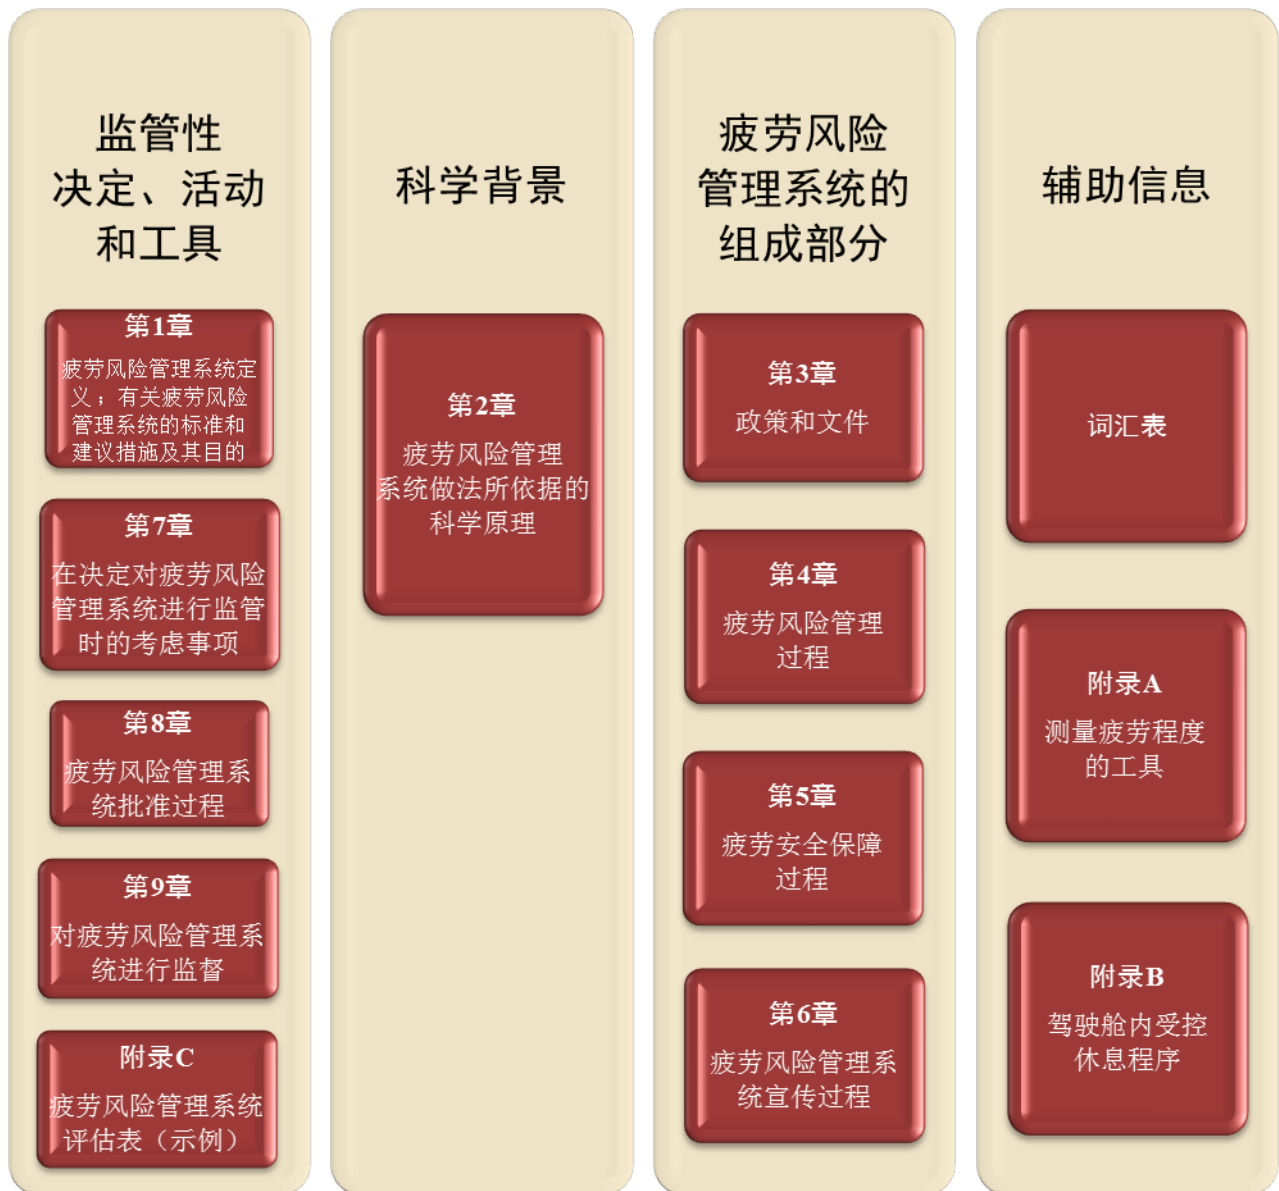 监管性
决定、活动
和工具
第1章
疲劳风险管理系统定
义；有关疲劳风险
管理系统的标准和
建议措施及其目的
第7章
在决定对疲劳风险
管理系统进行监管
时的考虑事项
第8章
疲劳风险管理系
统批准过程
第9章
对疲劳风险管理系
统进行监督
附录C
疲劳风险管理系统
评估表（示例）
科学背景
第2章
疲劳风险管理
系统做法所依据的
科学原理
疲劳风险
管理系统的
组成部分
第3章
政策和文件
第4章
疲劳风险管理
过程
第5章
疲劳安全保障
过程
第6章
疲劳风险管理系
统宣传过程
辅助信息
词汇表
附录A
测量疲劳程度
的工具
附录B
驾驶舱内受控
休息程序